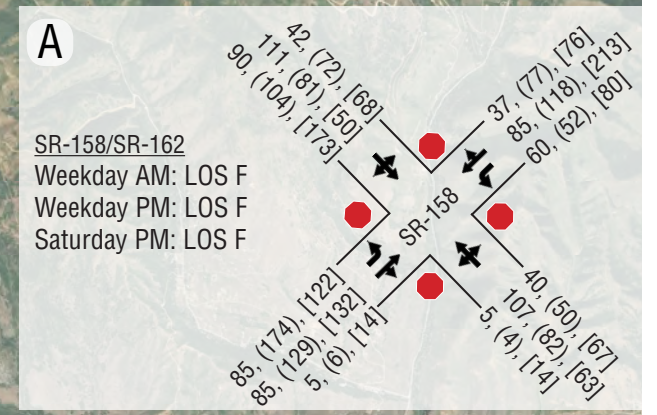 A
SR-158/SR-162
Weekday AM: LOS F
Weekday PM: LOS F
Saturday PM: LOS F
42, (72), [68]
111, (81), [50]
90, (104), [173]
37, (77), [76]
85, (118), [213]
60, (52), [80]
SR-158
85, (174), [122]
85, (129), [132]
5, (6), [14]
40, (50), [67]
107, (82), [63]
5, (4), [14]